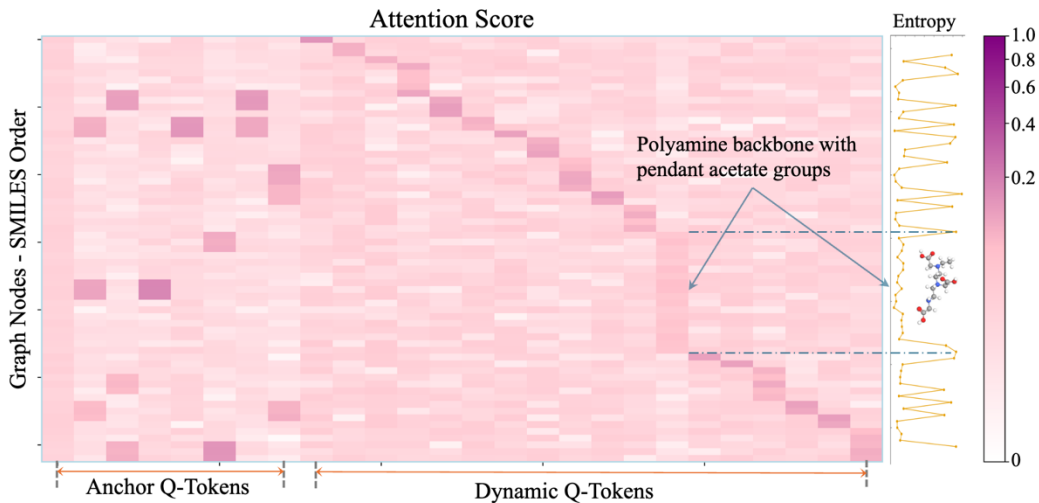 Attention Score
Entropy
Graph Nodes - SMILES Order
Polyamine backbone with
pendant acetate groups
1.0
0.8
0.6
0.4
0.2
0
Anchor Q-Tokens
Dynamic Q-Tokens